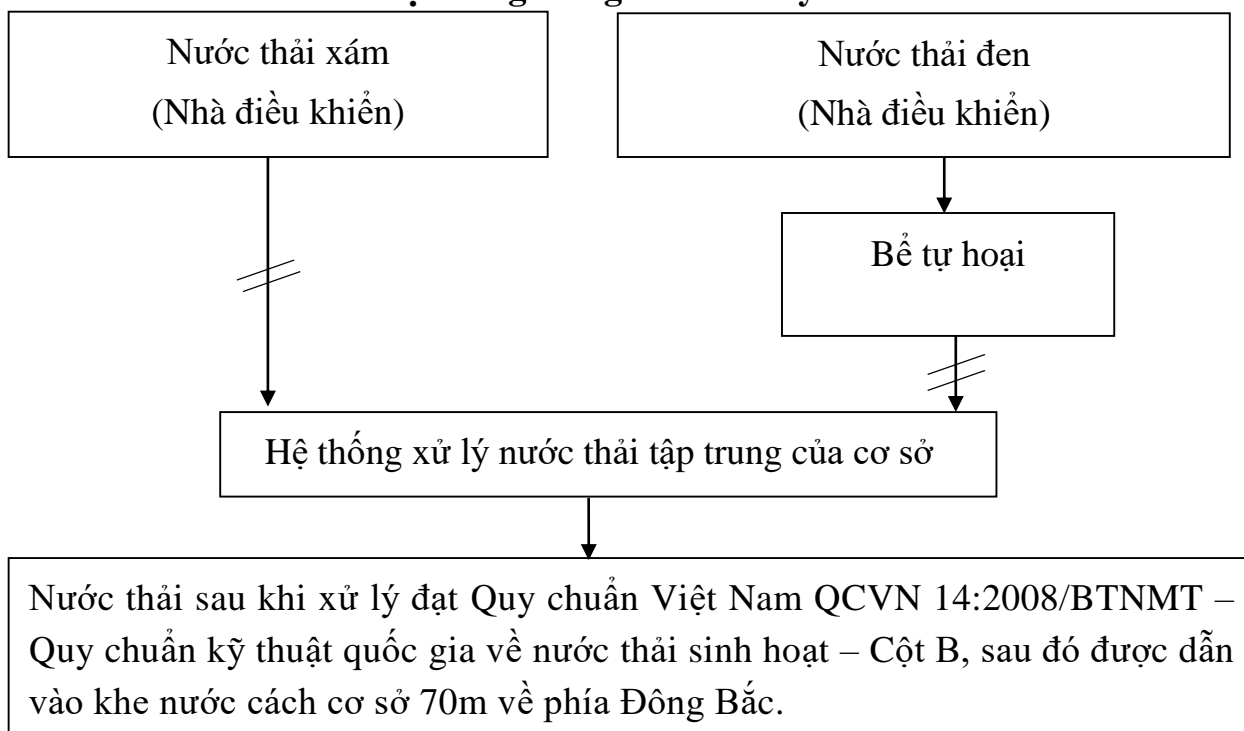 Nước thải xám
(Nhà điều khiển)
Nước thải đen
(Nhà điều khiển)
Bể tự hoại
Hệ thống xử lý nước thải tập trung của cơ sở
Nước thải sau khi xử lý đạt Quy chuẩn Việt Nam QCVN 14:2008/BTNMT –
Quy chuẩn kỹ thuật quốc gia về nước thải sinh hoạt – Cột B, sau đó được dẫn
vào khe nước cách cơ sở 70m về phía Đông Bắc.